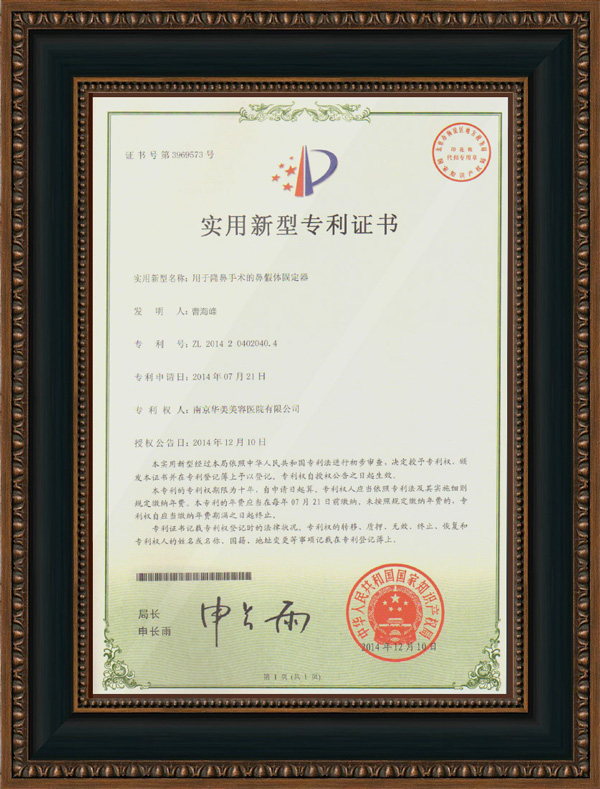 证书号第3969573号
实用新型专利证书
实用新型名称：用于隆鼻手术的鼻假体固定器
发 明 人：曹海峰
专 利 号：ZL 2014 2 0402040.4
专利申请日：2014年07月21日
专 利 权 人：南京华美美容医院有限公司
授权公告日：2014年12月10日
本实用新型经过本局依照中华人民共和国专利法进行初步审查，决定授予专利权，颁
发本证书并在专利登记簿上予以登记。专利权自授权公告之日起生效。
本专利的专利权期限为十年，自申请日起算。专利权人应当依照专利法及其实施细则
规定缴纳年费。本专利的年费应当在每年07月21日前缴纳。未按照规定缴纳年费的，专
利权自应当缴纳年费期满之日起终止。
专利证书记载专利权登记时的法律状况。专利权的转移、质押、无效、终止、恢复和
专利权人的姓名或名称、国籍、地址变更等事项记载在专利登记簿上。
局长
申长雨
申长雨
中华人民共和国国家知识产权局
2014年12月10日
第 1 页（共 1 页）